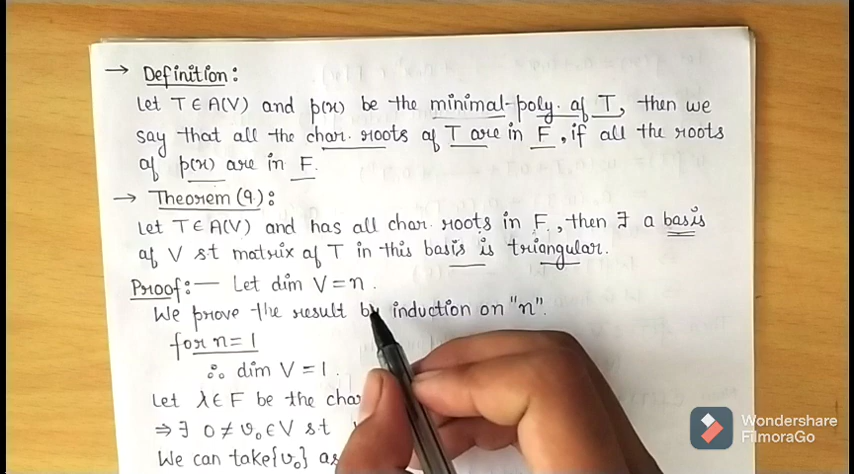 → Definition:
Let T ∈ A(V) and p(x) be the minimal-poly. of T, then we
say that all the char. roots of T are in F, if all the roots
of p(x) are in F.
→ Theorem (9.):
Let T ∈ A(V) and has all char. roots in F, then ∃ a basis
of V st matrix of T in this basis is triangular.
Proof:— Let dim V = n.
We prove the result by induction on "n".
for n = 1
∴ dim V = 1.
Let λ ∈ F be the cha
⇒ ∃ 0 ≠ v₀ ∈ V st
We can take {v₀} as
Wondershare
FilmoraGo